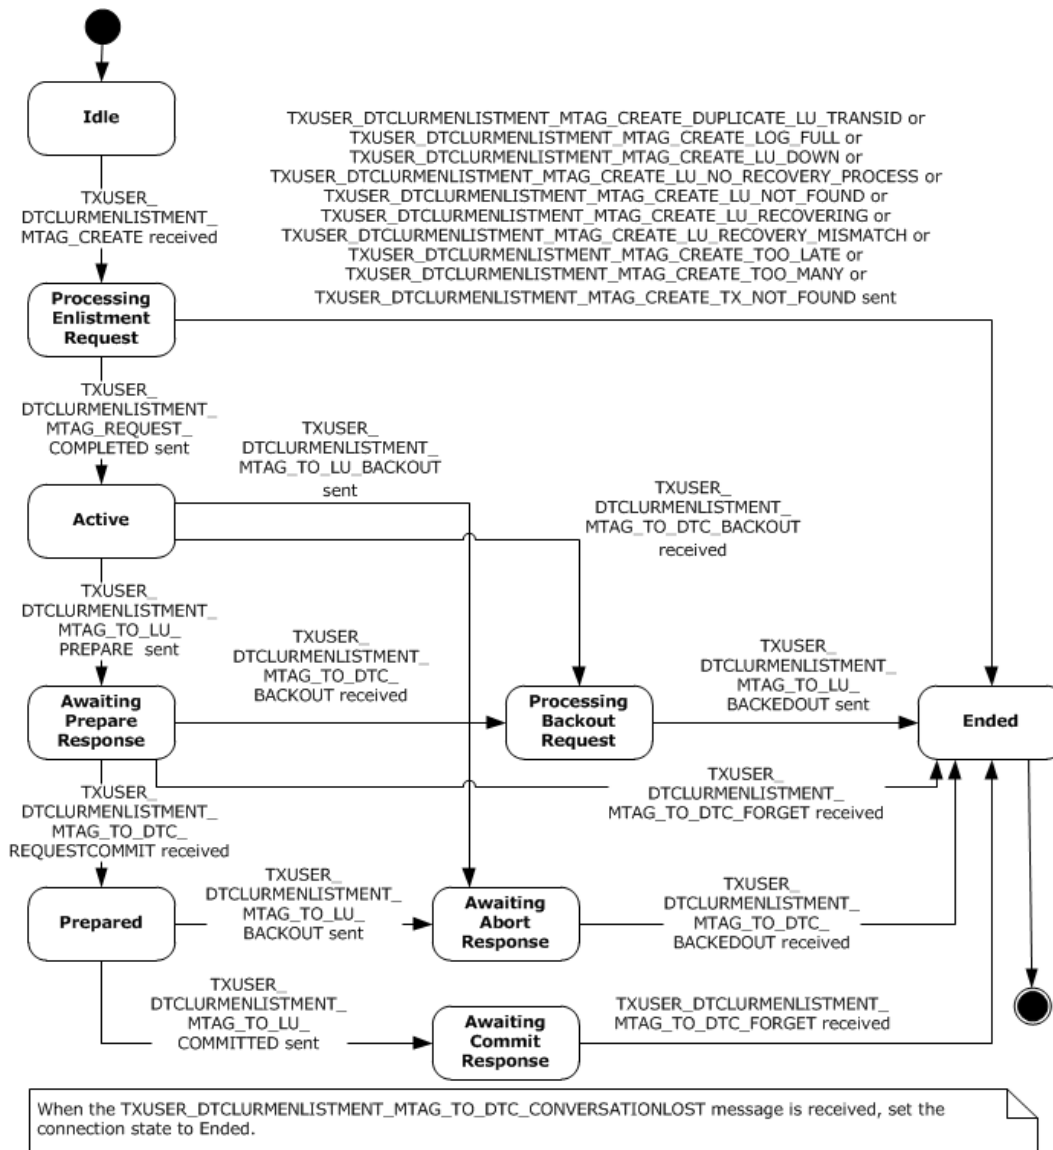 Idle
TXUSER_DTCLURMENLISTMENT_MTAG_CREATE_DUPLICATE_LU_TRANSID or
TXUSER_DTCLURMENLISTMENT_MTAG_CREATE_LOG_FULL or
TXUSER_DTCLURMENLISTMENT_MTAG_CREATE_LU_DOWN or
TXUSER_DTCLURMENLISTMENT_MTAG_CREATE_LU_NO_RECOVERY_PROCESS or
TXUSER_DTCLURMENLISTMENT_MTAG_CREATE_LU_NOT_FOUND or
TXUSER_DTCLURMENLISTMENT_MTAG_CREATE_LU_RECOVERING or
TXUSER_DTCLURMENLISTMENT_MTAG_CREATE_LU_RECOVERY_MISMATCH or
TXUSER_DTCLURMENLISTMENT_MTAG_CREATE_TOO_LATE or
TXUSER_DTCLURMENLISTMENT_MTAG_CREATE_TOO_MANY or
TXUSER_DTCLURMENLISTMENT_MTAG_CREATE_TX_NOT_FOUND sent
TXUSER_
DTCLURMENLISTMENT_
MTAG_CREATE received
Processing
Enlistment
Request
TXUSER_
DTCLURMENLISTMENT_
MTAG_REQUEST_
COMPLETED sent
TXUSER_
DTCLURMENLISTMENT_
MTAG_TO_LU_BACKOUT
sent
TXUSER_
DTCLURMENLISTMENT_
MTAG_TO_DTC_BACKOUT
received
Active
TXUSER_
DTCLURMENLISTMENT_
MTAG_TO_LU_
PREPARE sent
TXUSER_
DTCLURMENLISTMENT_
MTAG_TO_DTC_
BACKOUT received
TXUSER_
DTCLURMENLISTMENT_
MTAG_TO_LU_
BACKEDOUT sent
Awaiting
Prepare
Response
Processing
Backout
Request
Ended
TXUSER_
DTCLURMENLISTMENT_
MTAG_TO_DTC_FORGET received
TXUSER_
DTCLURMENLISTMENT_
MTAG_TO_DTC_
REQUESTCOMMIT received
Prepared
TXUSER_
DTCLURMENLISTMENT_
MTAG_TO_LU_
BACKOUT sent
Awaiting
Abort
Response
TXUSER_
DTCLURMENLISTMENT_
MTAG_TO_DTC_
BACKEDOUT received
TXUSER_
DTCLURMENLISTMENT_
MTAG_TO_LU_
COMMITTED sent
Awaiting
Commit
Response
TXUSER_DTCLURMENLISTMENT_
MTAG_TO_DTC_FORGET received
When the TXUSER_DTCLURMENLISTMENT_MTAG_TO_DTC_CONVERSATIONLOST message is received, set the
connection state to Ended.